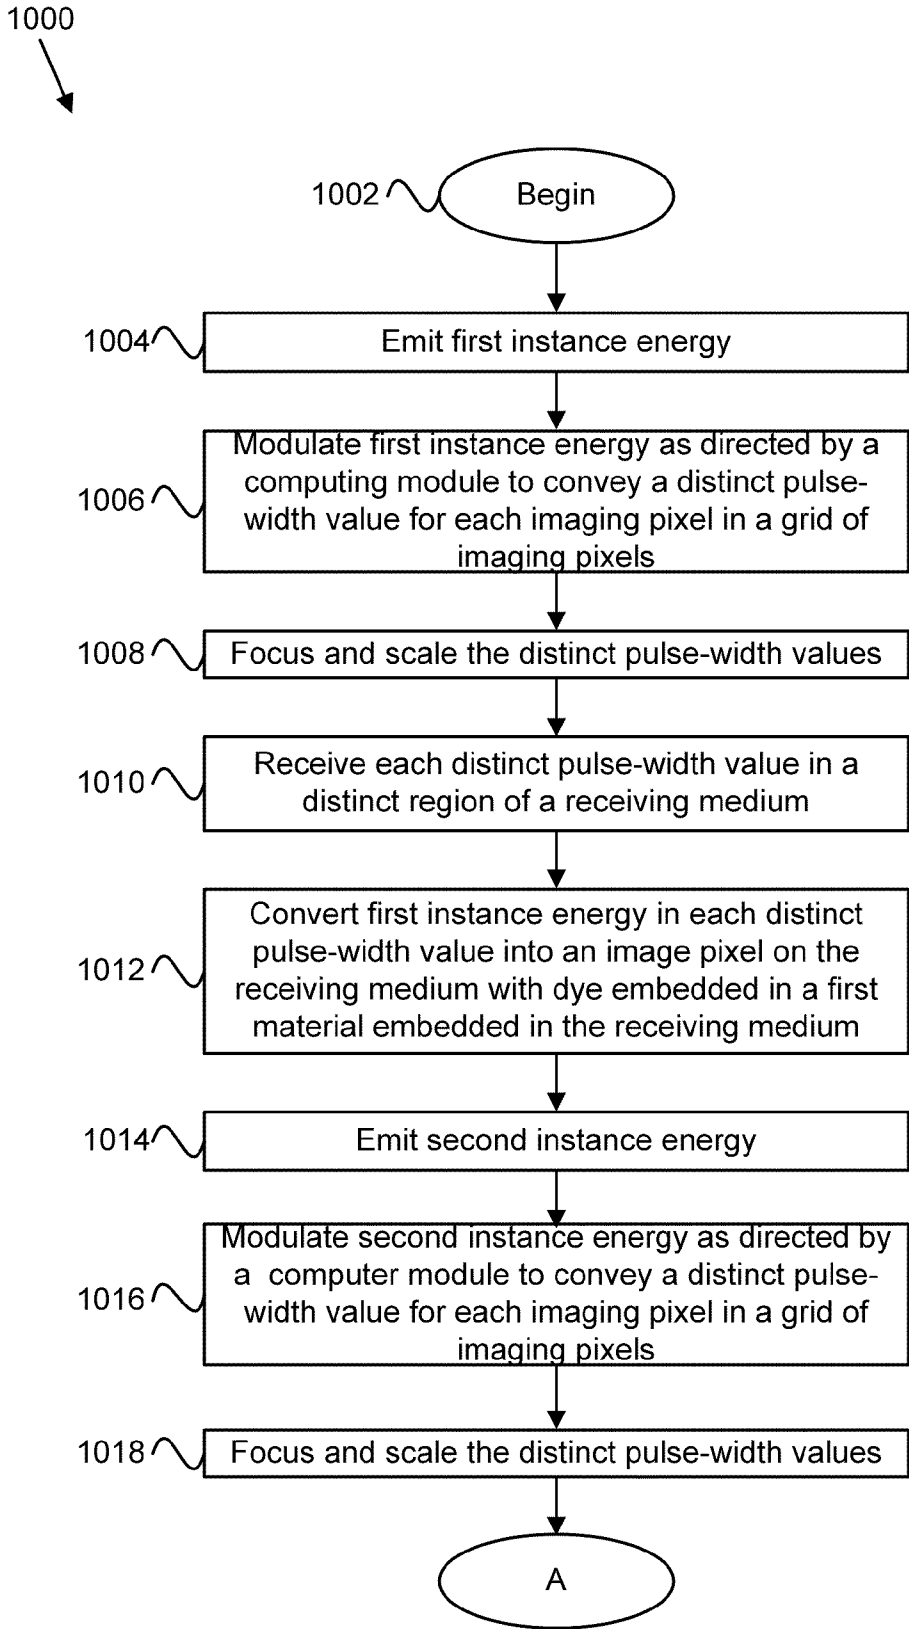 1000
1002
Begin
1004
Emit first instance energy
1006
Modulate first instance energy as directed by a
computing module to convey a distinct pulse-
width value for each imaging pixel in a grid of
imaging pixels
1008
Focus and scale the distinct pulse-width values
1010
Receive each distinct pulse-width value in a
distinct region of a receiving medium
1012
Convert first instance energy in each distinct
pulse-width value into an image pixel on the
receiving medium with dye embedded in a first
material embedded in the receiving medium
1014
Emit second instance energy
1016
Modulate second instance energy as directed by
a  computer module to convey a distinct pulse-
width value for each imaging pixel in a grid of
imaging pixels
1018
Focus and scale the distinct pulse-width values
A